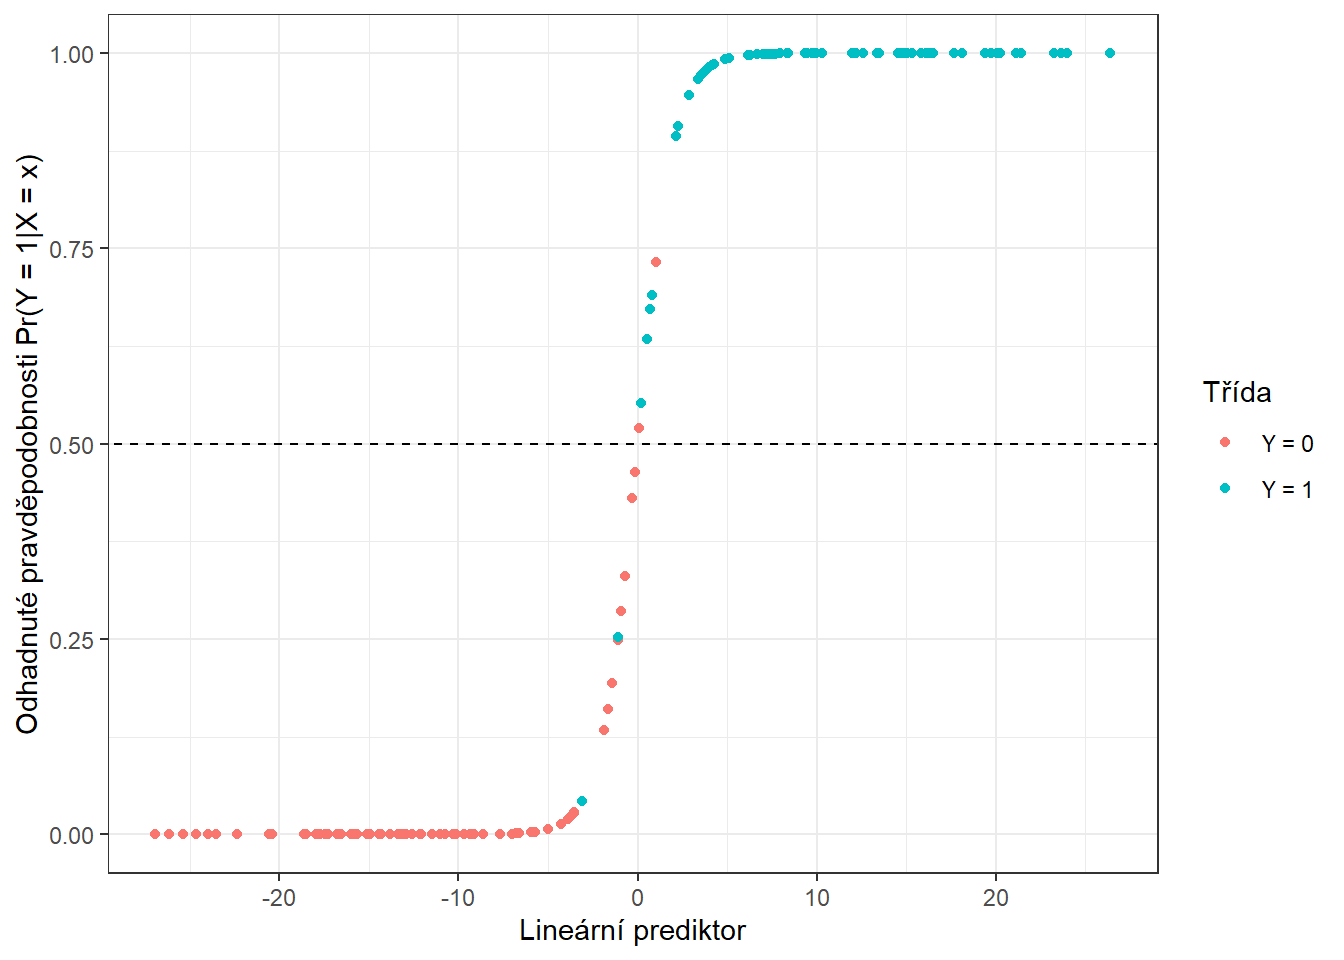 Odhadnuté pravděpodobnosti Pr(Y = 1|X = x)
1.00
0.75
0.50
0.25
0.00
-20
-10
0
10
20
Lineární prediktor
Třída
Y = 0
Y = 1